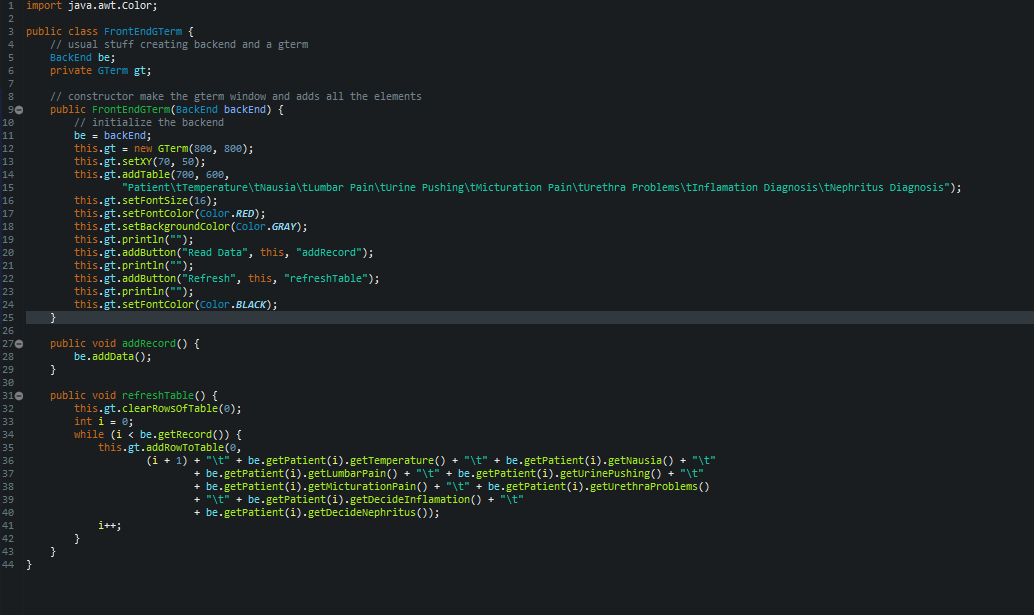 1 import java.awt.Color;
2
3 public class FrontEndGTerm {
4     // usual stuff creating backend and a gterm
5     BackEnd be;
6     private GTerm gt;
7
8     // constructor make the gterm window and adds all the elements
9     public FrontEndGTerm(BackEnd backEnd) {
10         // initialize the backend
11         be = backEnd;
12         this.gt = new GTerm(800, 800);
13         this.gt.setXY(70, 50);
14         this.gt.addTable(700, 600,
15                 "Patient\tTemperature\tNausia\tLumbar Pain\tUrine Pushing\tMicturation Pain\tUrethra Problems\tInflamation Diagnosis\tNephritus Diagnosis");
16         this.gt.setFontSize(16);
17         this.gt.setFontColor(Color.RED);
18         this.gt.setBackgroundColor(Color.GRAY);
19         this.gt.println("");
20         this.gt.addButton("Read Data", this, "addRecord");
21         this.gt.println("");
22         this.gt.addButton("Refresh", this, "refreshTable");
23         this.gt.println("");
24         this.gt.setFontColor(Color.BLACK);
25     }
26
27     public void addRecord() {
28         be.addData();
29     }
30
31     public void refreshTable() {
32         this.gt.clearRowsOfTable(0);
33         int i = 0;
34         while (i < be.getRecord()) {
35             this.gt.addRowToTable(0,
36                     (i + 1) + "\t" + be.getPatient(i).getTemperature() + "\t" + be.getPatient(i).getNausia() + "\t"
37                             + be.getPatient(i).getLumbarPain() + "\t" + be.getPatient(i).getUrinePushing() + "\t"
38                             + be.getPatient(i).getMicturationPain() + "\t" + be.getPatient(i).getUrethraProblems()
39                             + "\t" + be.getPatient(i).getDecideInflamation() + "\t"
40                             + be.getPatient(i).getDecideNephritus());
41             i++;
42         }
43     }
44 }